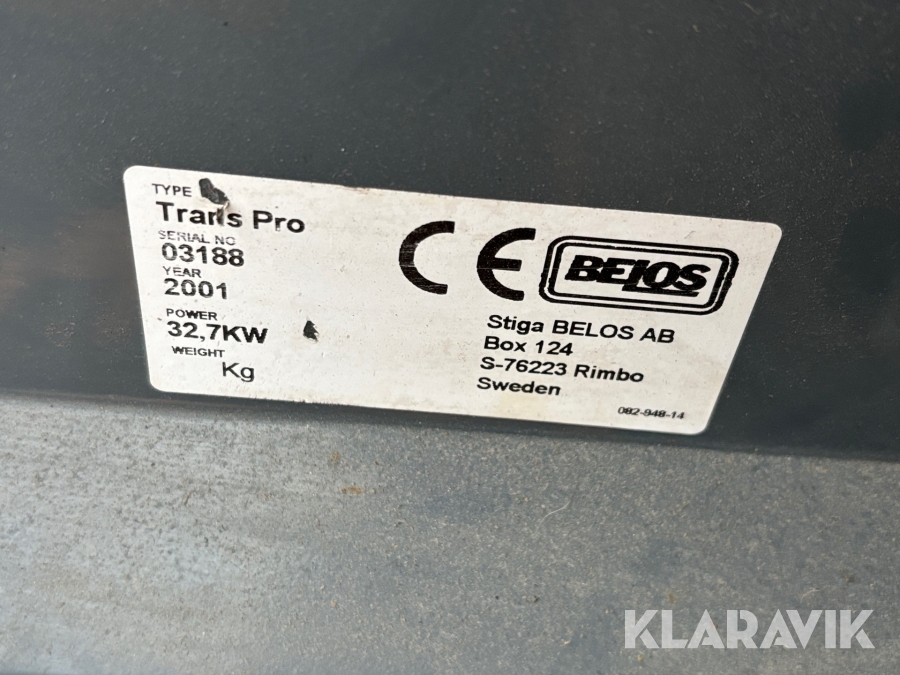 TYPE
Trans Pro
SERIAL NO
03188
YEAR
2001
POWER
32,7KW
WEIGHT
Kg
CE
BELOS
Stiga BELOS AB
Box 124
S-76223 Rimbo
Sweden
082-948-14
KLARAVIK